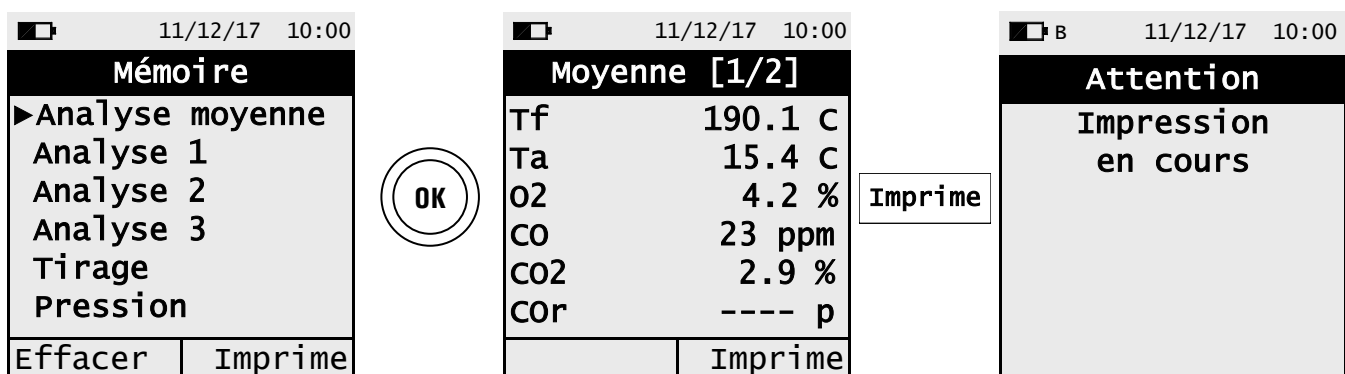 11/12/17 10:00
Mémoire
▶Analyse moyenne
Analyse 1
Analyse 2
Analyse 3
Tirage
Pression
Effacer Imprime
OK
11/12/17 10:00
Moyenne [1/2]
Tf 190.1 C
Ta 15.4 C
O2 4.2 %
CO 23 ppm
CO2 2.9 %
COr ---- p
Imprime
Imprime
B 11/12/17 10:00
Attention
Impression
en cours